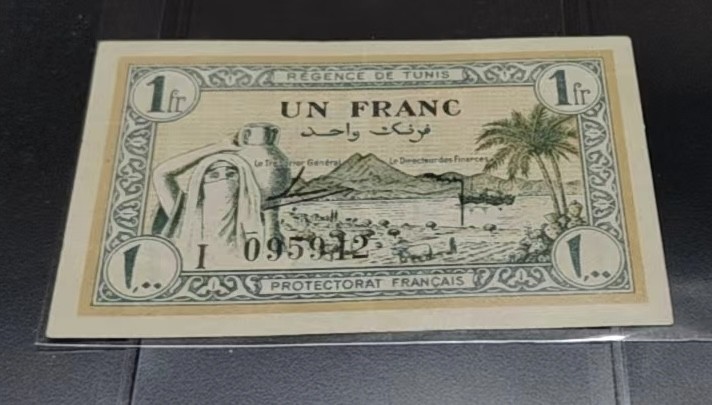 RÉGENCE DE TUNIS
1fr
1fr
UN FRANC
فرنك واحد
Le Trésorier Général
Le Directeur des Finances
I 095942
١,٠٠
١,٠٠
PROTECTORAT FRANÇAIS